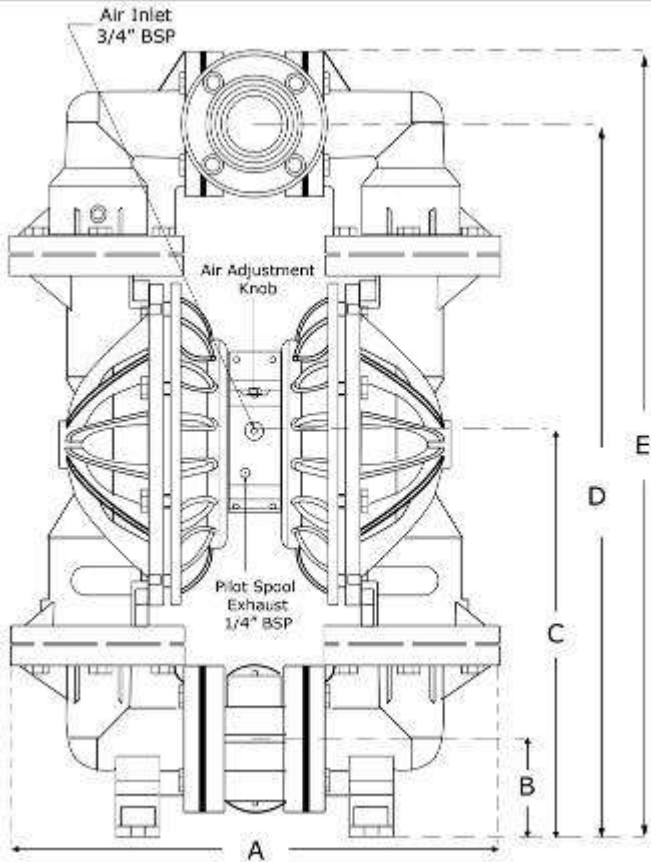 Air Inlet
3/4" BSP
Air Adjustment
Knob
E
D
C
Pilot Spool
Exhaust
1/4" BSP
B
A